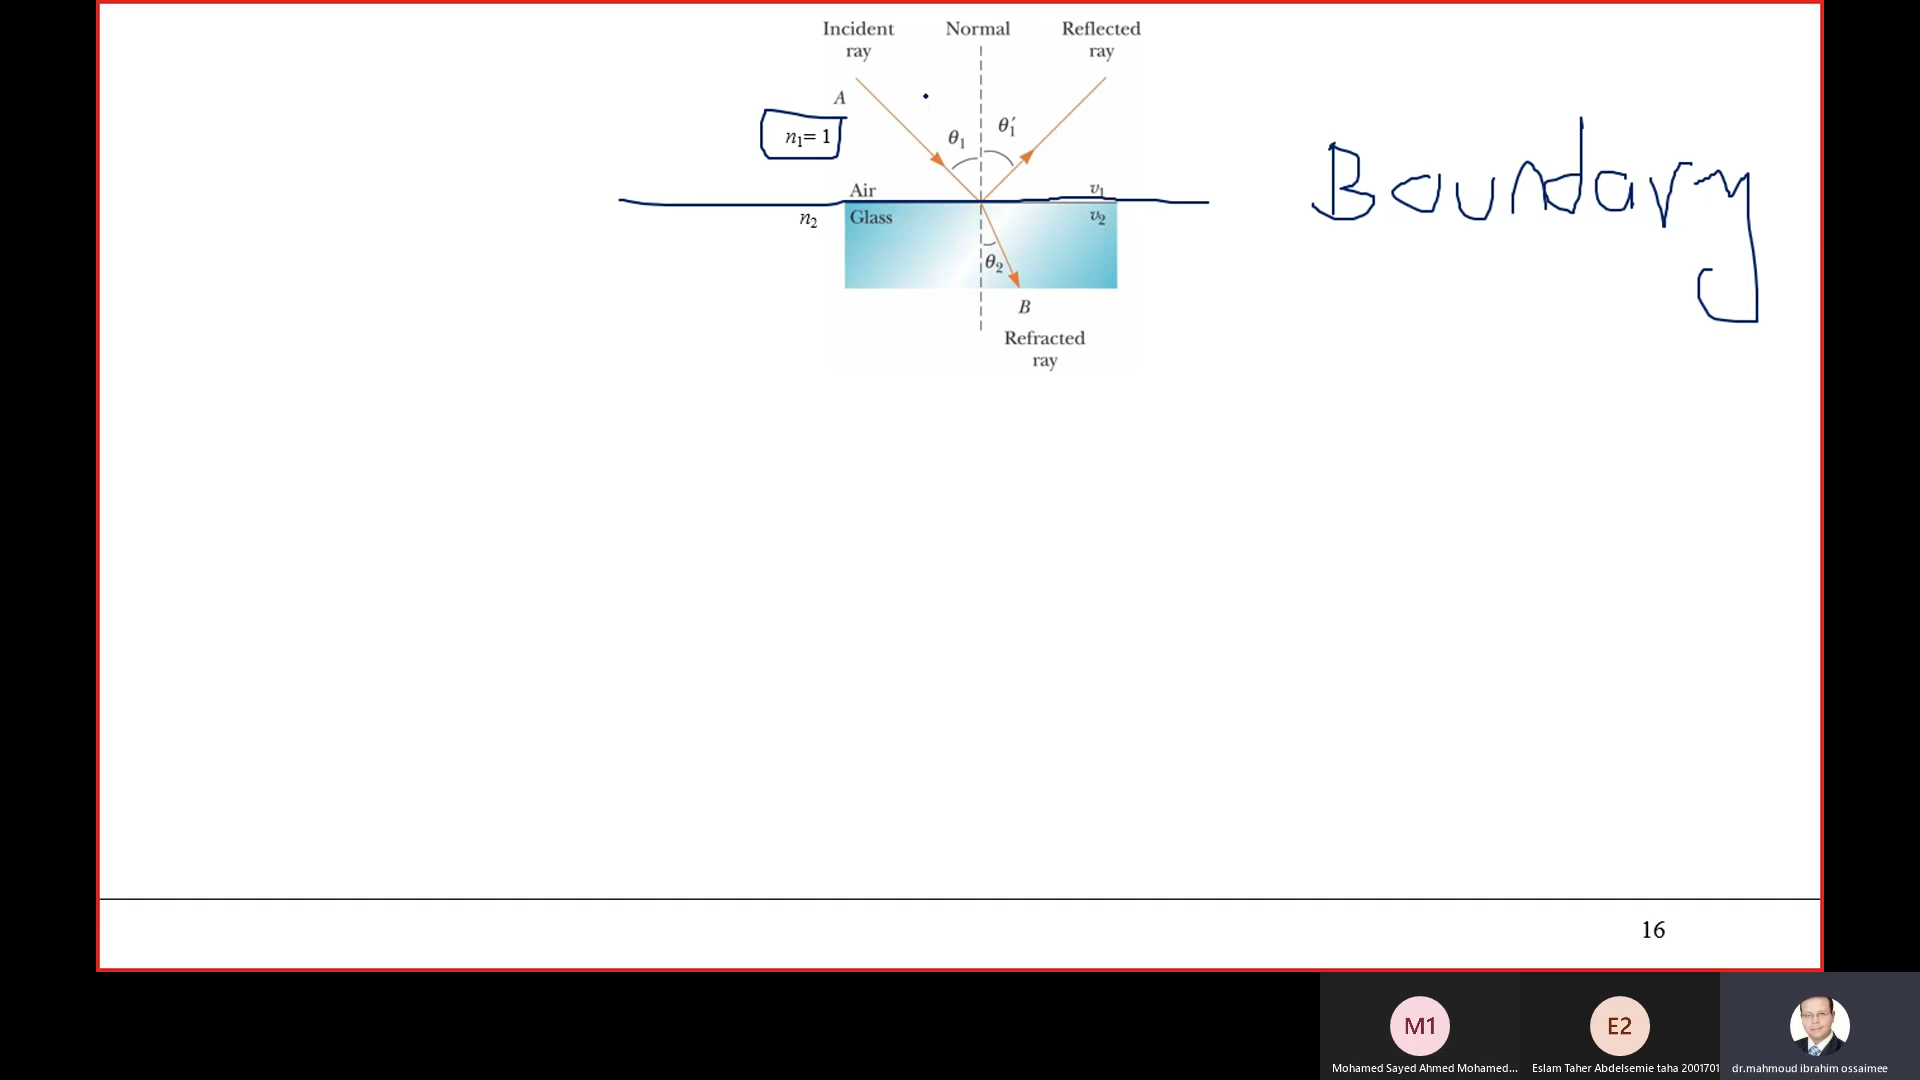 Incident
ray
Normal
Reflected
ray
A
n₁= 1
θ₁
θ₁′
Air
v₁
n₂
Glass
v₂
θ₂
B
Refracted
ray
Boundary
16
M1
E2
Mohamed Sayed Ahmed Mohamed...
Eslam Taher Abdelsemie taha 2001701
dr.mahmoud ibrahim ossaimee